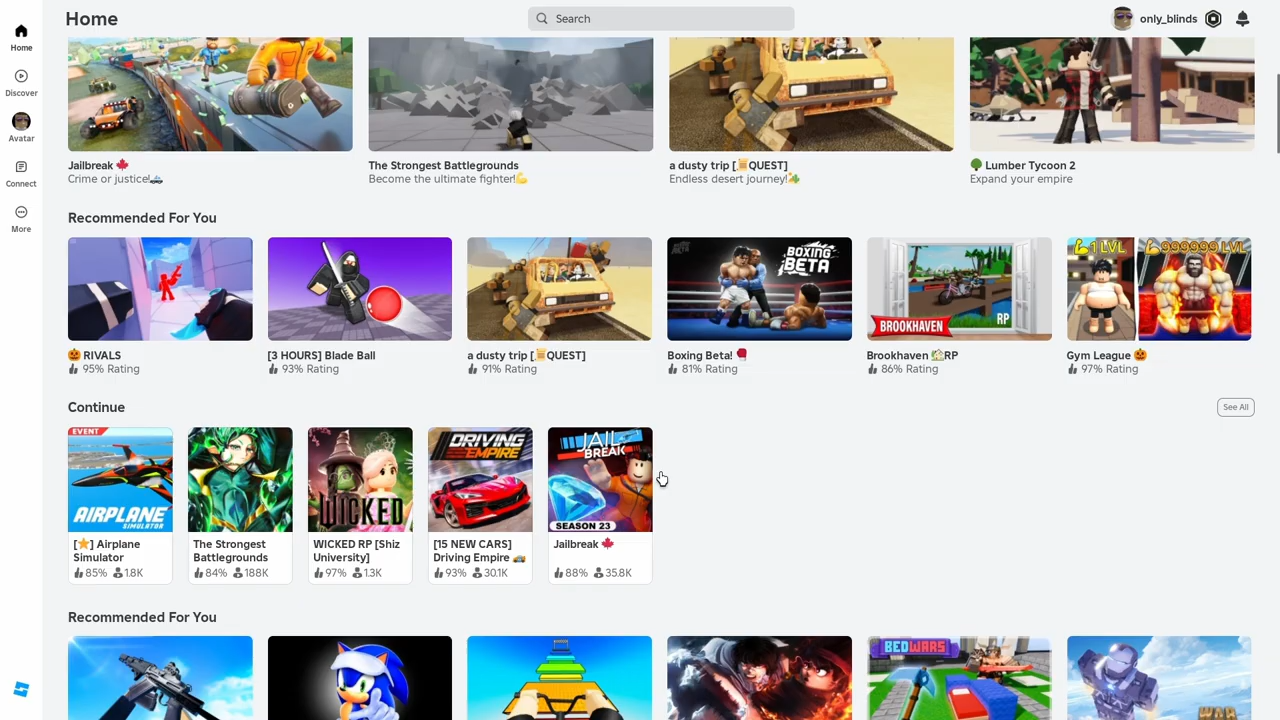 Home
Search
only_blinds
Home
Discover
Avatar
Connect
More
Jailbreak 🍁
Crime or justice!🚓
The Strongest Battlegrounds
Become the ultimate fighter!💪
a dusty trip [📜QUEST]
Endless desert journey!🏜️
🌳 Lumber Tycoon 2
Expand your empire
Recommended For You
BOXING
BETA
BROOKHAVEN
RP
💪1 LVL
💪999999 LVL
🎃 RIVALS
95% Rating
[3 HOURS] Blade Ball
93% Rating
a dusty trip [📜QUEST]
91% Rating
Boxing Beta! 🥊
81% Rating
Brookhaven 🏡RP
86% Rating
Gym League 🎃
97% Rating
Continue
See All
EVENT
AIRPLANE
SIMULATOR
WICKED
DRIVING
EMPIRE
JAIL
BREAK
SEASON 23
[⭐] Airplane
Simulator
85% 1.8K
The Strongest
Battlegrounds
84% 188K
WICKED RP [Shiz
University]
97% 1.3K
[15 NEW CARS]
Driving Empire 🚕
93% 30.1K
Jailbreak 🍁
88% 35.8K
Recommended For You
BEDWARS